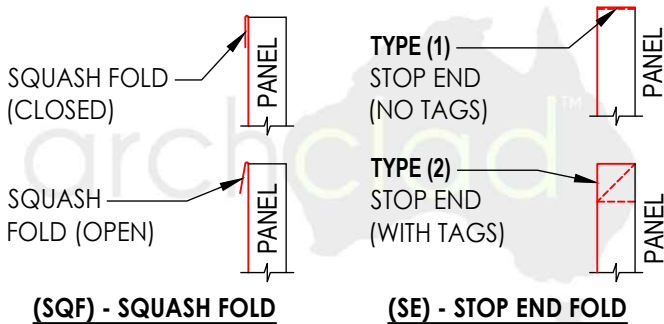 SQUASH FOLD
(CLOSED)
PANEL
SQUASH
FOLD (OPEN)
PANEL
(SQF) - SQUASH FOLD
TYPE (1)
STOP END
(NO TAGS)
PANEL
TYPE (2)
STOP END
(WITH TAGS)
PANEL
(SE) - STOP END FOLD
archclad™